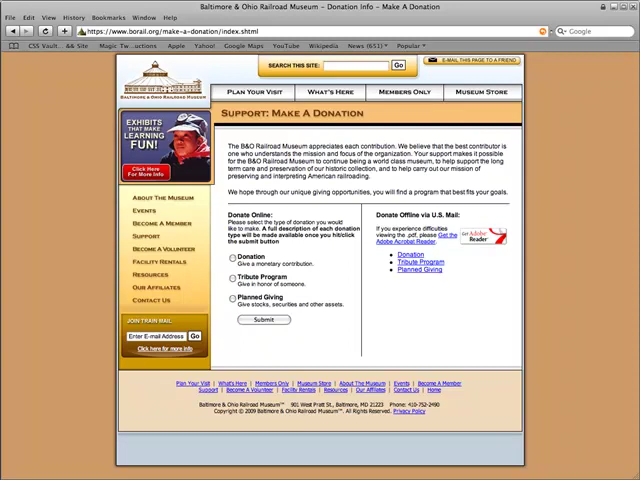 Baltimore & Ohio Railroad Museum - Donation Info - Make A Donation
File Edit View History Bookmarks Window Help
https://www.borail.org/make-a-donation/index.shtml
Google
CSS Vault... && Site Magic Tw...uctions Apple Yahoo! Google Maps YouTube Wikipedia News (651) Popular
BALTIMORE & OHIO RAILROAD MUSEUM
SEARCH THIS SITE:
Go
E-MAIL THIS PAGE TO A FRIEND
PLAN YOUR VISIT
WHAT'S HERE
MEMBERS ONLY
MUSEUM STORE
EXHIBITS
THAT MAKE
LEARNING
FUN!
Click Here
For More Info
SUPPORT: MAKE A DONATION
The B&O Railroad Museum appreciates each contribution. We believe that the best contributor is
one who understands the mission and focus of the organization. Your support makes it possible
for the B&O Railroad Museum to continue being a world class museum, to help support the long
term care and preservation of our historic collection, and to help carry out our mission of
preserving and interpreting American railroading.
We hope through our unique giving opportunities, you will find a program that best fits your goals.
ABOUT THE MUSEUM
EVENTS
BECOME A MEMBER
SUPPORT
BECOME A VOLUNTEER
FACILITY RENTALS
RESOURCES
OUR AFFILIATES
CONTACT US
JOIN TRAIN MAIL
Enter E-mail Address
Go
Click here for more info
Donate Online:
Please select the type of donation you would
like to make. A full description of each donation
type will be made available once you hit/click
the submit button
Donation
Give a monetary contribution.
Tribute Program
Give in honor of someone.
Planned Giving
Give stocks, securities and other assets.
Submit
Donate Offline via U.S. Mail:
If you experience difficulties
viewing the .pdf, please Get the
Adobe Acrobat Reader.
Get Adobe Reader
Donation
Tribute Program
Planned Giving
Plan Your Visit | What's Here | Members Only | Museum Store | About The Museum | Events | Become A Member
Support | Become A Volunteer | Facility Rentals | Resources | Our Affiliates | Contact Us | Home
Baltimore & Ohio Railroad Museum™ 901 West Pratt St., Baltimore, MD 21223 Phone: 410-752-2490
Copyright © 2009 Baltimore & Ohio Railroad Museum™. All Rights Reserved. Privacy Policy